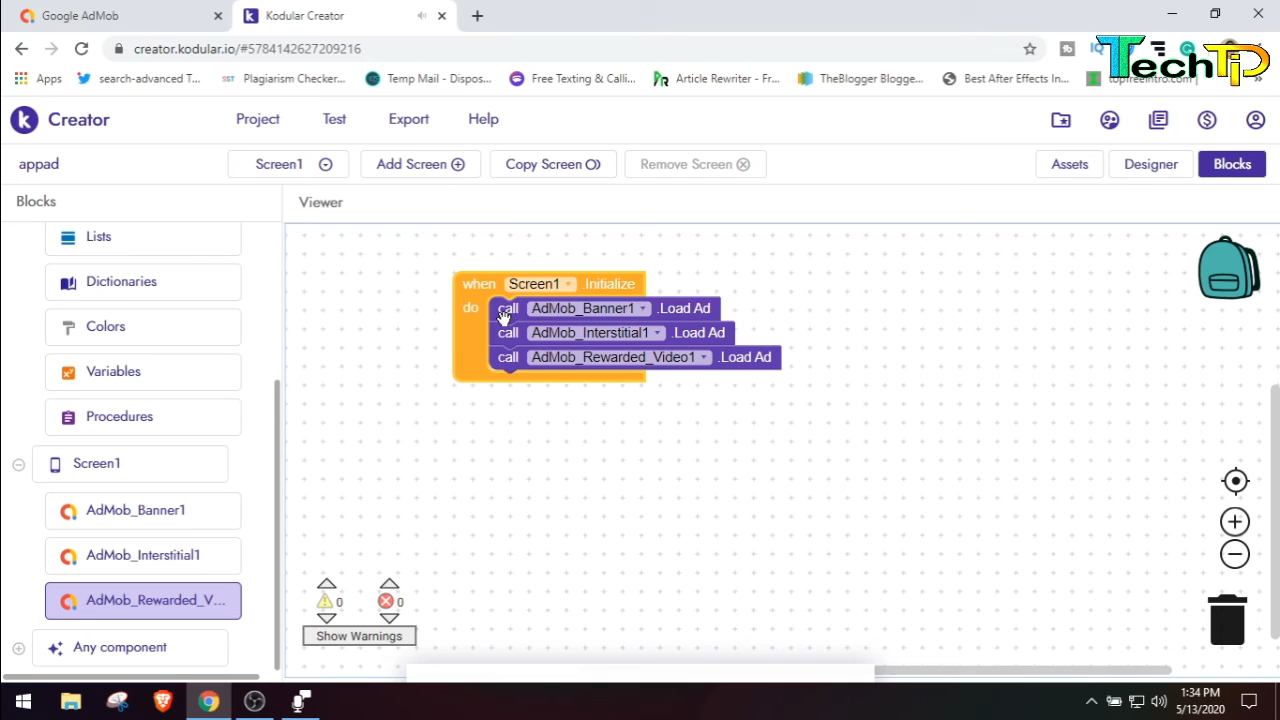 Google AdMob
Kodular Creator
creator.kodular.io/#5784142627209216
Apps
search-advanced T...
SST Plagiarism Checker...
Temp Mail - Dispos...
Free Texting & Calli...
Article Rewriter - Fr...
TheBlogger Blogge...
Best After Effects In...
topfreeintro.com
TechTip
Creator
Project
Test
Export
Help
appad
Screen1
Add Screen
Copy Screen
Remove Screen
Assets
Designer
Blocks
Blocks
Viewer
Lists
Dictionaries
Colors
Variables
Procedures
Screen1
AdMob_Banner1
AdMob_Interstitial1
AdMob_Rewarded_V...
Any component
when Screen1 .Initialize
do call AdMob_Banner1 .Load Ad
call AdMob_Interstitial1 .Load Ad
call AdMob_Rewarded_Video1 .Load Ad
0 0
Show Warnings
1:34 PM
5/13/2020